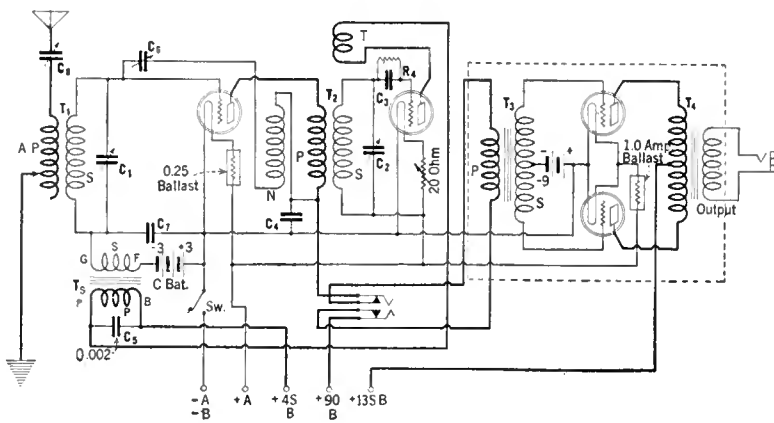 C₈
C₆
T
R₄
T₁
T₂
C₃
T₃
T₄
A P
S
C₁
0.25
Ballast
P
N
S
C₂
20 Ohm
P
-
+
-9
S
1.0 Amp
Ballast
Output
C₇
C₄
-3
+3
G
S
F
C Bat.
T₅
P
B
P
Sw.
C₅
0.002
-A
-B
+A
+45
B
+90
B
+135 B